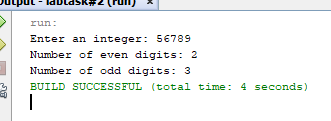 Output - labtask#2 (run)
run:
Enter an integer: 56789
Number of even digits: 2
Number of odd digits: 3
BUILD SUCCESSFUL (total time: 4 seconds)